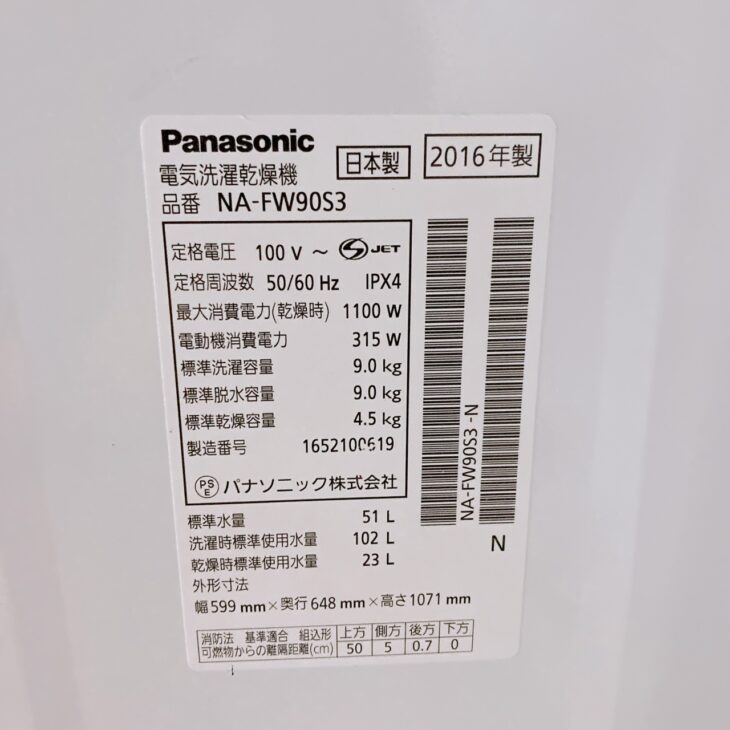 Panasonic
電気洗濯乾燥機 日本製 2016年製
品番 NA-FW90S3
定格電圧 100 V ～ S JET
定格周波数 50/60 Hz IPX4
最大消費電力(乾燥時) 1100 W
電動機消費電力 315 W
標準洗濯容量 9.0 kg
標準脱水容量 9.0 kg
標準乾燥容量 4.5 kg
製造番号 1652100619
PSE パナソニック株式会社
NA-FW90S3 -N
N
標準水量 51 L
洗濯時標準使用水量 102 L
乾燥時標準使用水量 23 L
外形寸法
幅 599 mm×奥行 648 mm×高さ 1071 mm
消防法 基準適合 組込形 上方 側方 後方 下方
可燃物からの離隔距離(cm) 50 5 0.7 0